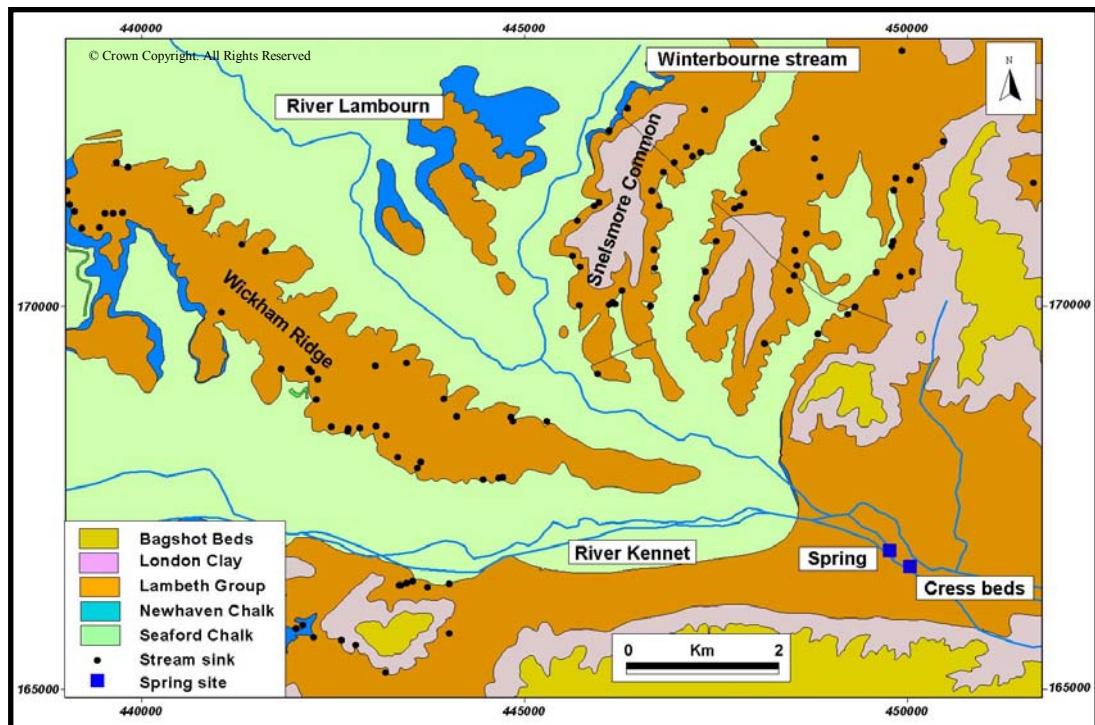 440000
445000
450000
© Crown Copyright. All Rights Reserved
Winterbourne stream
N
River Lambourn
Snelsmore Common
170000
170000
Wickham Ridge
River Kennet
Spring
Cress beds
Bagshot Beds
London Clay
Lambeth Group
Newhaven Chalk
Seaford Chalk
Stream sink
Spring site
Km
0
2
165000
165000
440000
445000
450000